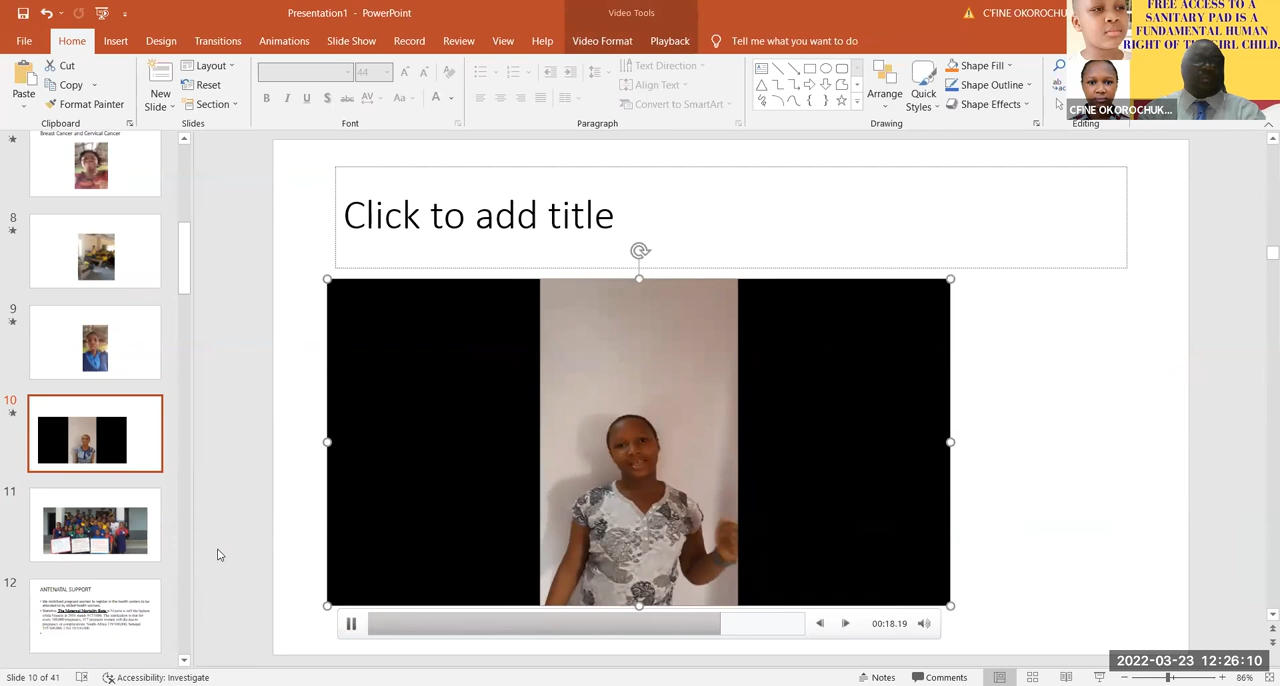 Presentation1 - PowerPoint
Video Tools
C'FINE OKOROCHU
File
Home
Insert
Design
Transitions
Animations
Slide Show
Record
Review
View
Help
Video Format
Playback
Tell me what you want to do
Paste
Cut
Copy
Format Painter
Clipboard
New
Slide
Layout
Reset
Section
Slides
44
B I U S abc AV Aa A
Font
Text Direction
Align Text
Convert to SmartArt
Paragraph
Arrange
Quick
Styles
Shape Fill
Shape Outline
Shape Effects
Drawing
Editing
FREE ACCESS TO A
SANITARY PAD IS A
FUNDAMENTAL HUMAN
RIGHT OF THE GIRL CHILD.
CFINE OKOROCHUK...
Breast Cancer and Cervical Cancer
8
9
10
11
12
ANTENATAL SUPPORT
Click to add title
00:18.19
2022-03-23 12:26:10
Slide 10 of 41
Accessibility: Investigate
Notes
Comments
86%